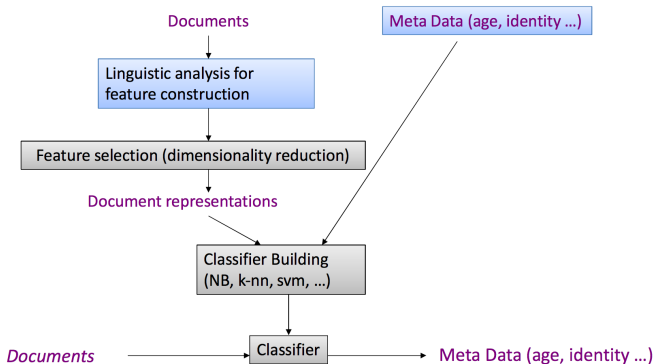 Documents
Meta Data (age, identity …)
Linguistic analysis for
feature construction
Feature selection (dimensionality reduction)
Document representations
Classifier Building
(NB, k-nn, svm, …)
Classifier
Documents
Meta Data (age, identity …)